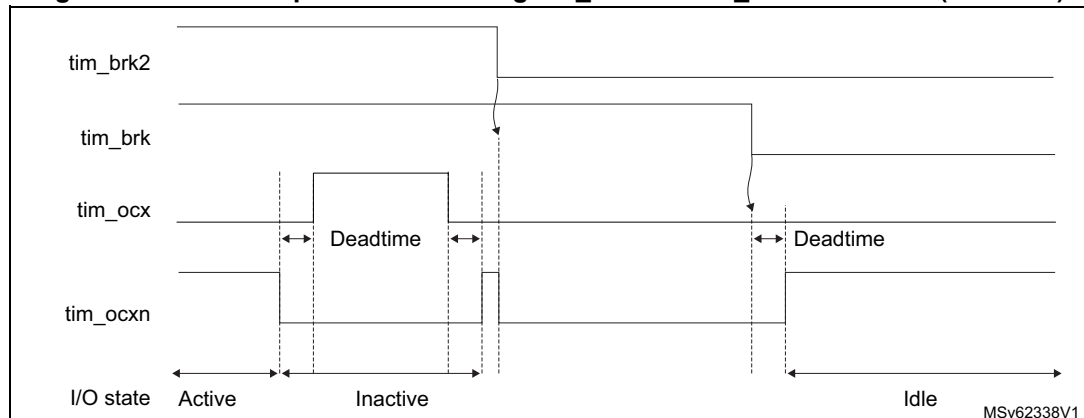 tim_brk2
tim_brk
tim_ocx
Deadtime
Deadtime
tim_ocxn
I/O state
Active
Inactive
Idle
MSv62338V1